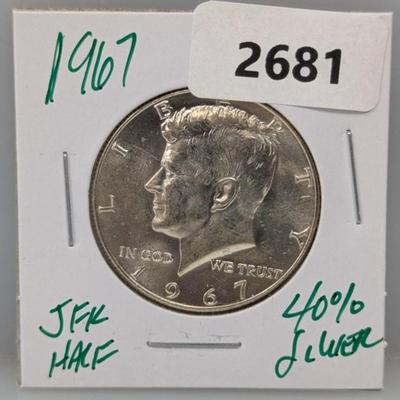 1967
2681
LIBERTY
IN GOD WE TRUST
1967
JFK
HALF
40%
SILVER